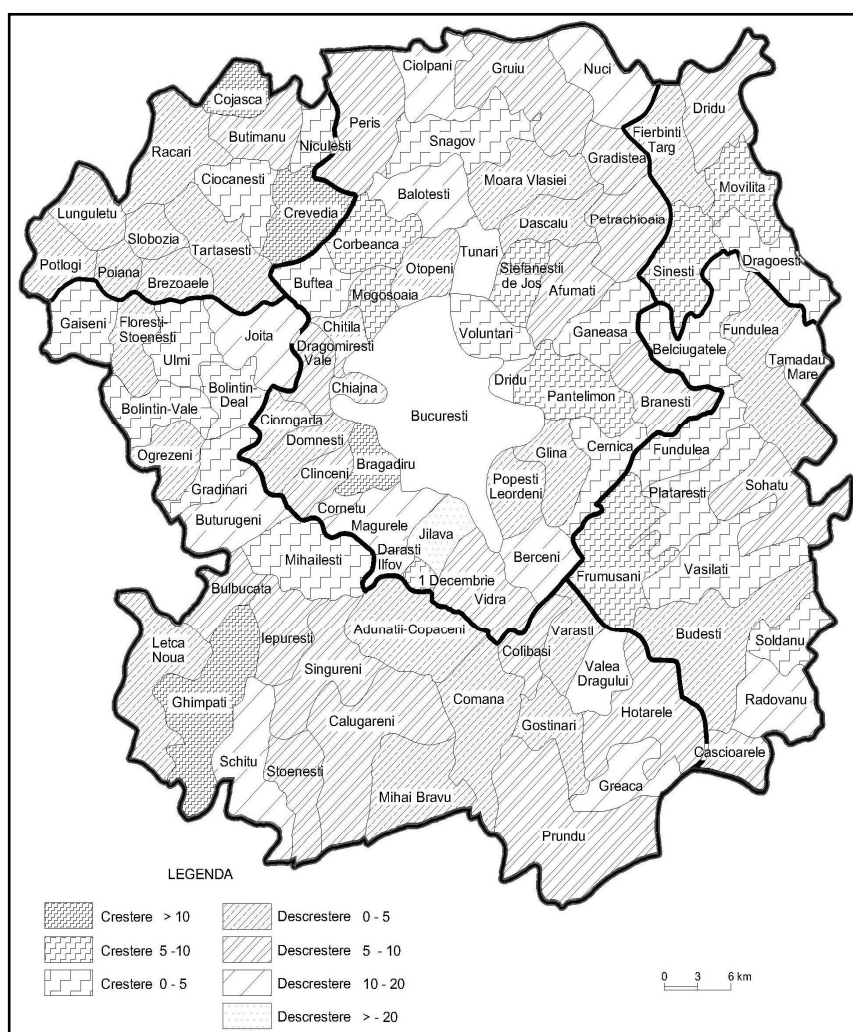 Ciolpani
Gruiu
Nuci
Cojasca
Dridu
Peris
Butimanu
Niculesti
Snagov
Fierbinti
Targ
Racari
Gradistea
Ciocanesti
Balotesti
Moara Vlasiei
Movilita
Lunguletu
Crevedia
Petrachioaia
Slobozia
Corbeanca
Dascalu
Tartasesti
Tunari
Potlogi
Poiana
Otopeni
Stefanestii
de Jos
Sinesti
Dragoesti
Brezoaele
Buftea
Mogosoaia
Afumati
Gaiseni
Floresti-
Stoenesti
Joita
Chitila
Voluntari
Ganeasa
Fundulea
Ulmi
Dragomiresti
Vale
Belciugatele
Tamadau
Mare
Bolintin
Deal
Chiajna
Dridu
Bolintin-Vale
Pantelimon
Branesti
Bucuresti
Ciorogarla
Ogrezeni
Domnesti
Cernica
Fundulea
Clinceni
Bragadiru
Glina
Gradinari
Popesti
Leordeni
Plataresti
Sohatu
Buturugeni
Cornetu
Magurele
Jilava
Mihailesti
Darasti
Ilfov
Berceni
Vasilati
Bulbucata
1 Decembrie
Frumusani
Vidra
Letca
Noua
Iepuresti
Adunatii-Copaceni
Varasti
Budesti
Soldanu
Colibasi
Singureni
Valea
Dragului
Ghimpati
Comana
Radovanu
Calugareni
Gostinari
Hotarele
Schitu
Stoenesti
Cascioarele
Mihai Bravu
Greaca
Prundu
LEGENDA
Crestere > 10
Crestere 5 -10
Crestere 0 - 5
Descrestere 0 - 5
Descrestere 5 - 10
Descrestere 10 - 20
Descrestere > - 20
0 3 6 km